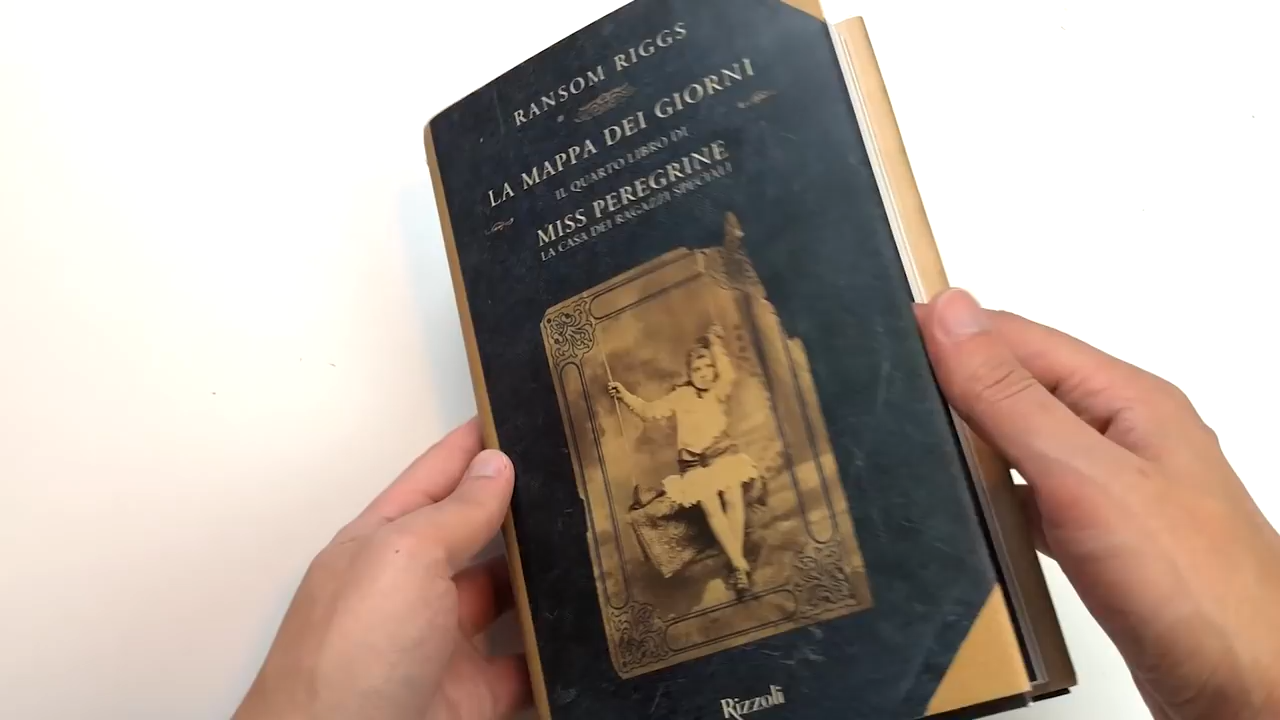 RANSOM RIGGS
LA MAPPA DEI GIORNI
IL QUARTO LIBRO DI
MISS PEREGRINE
LA CASA DEI RAGAZZI SPECIALI
Rizzoli